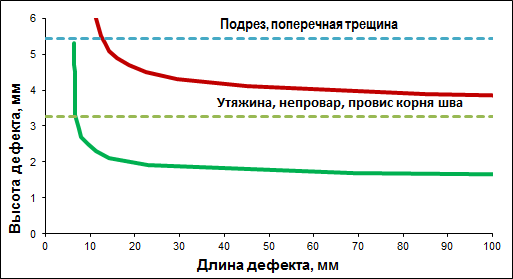 Подрез, поперечная трещина
Утяжина, непровар, провис корня шва
Высота дефекта, мм
6
5
4
3
2
1
0
0 10 20 30 40 50 60 70 80 90 100
Длина дефекта, мм